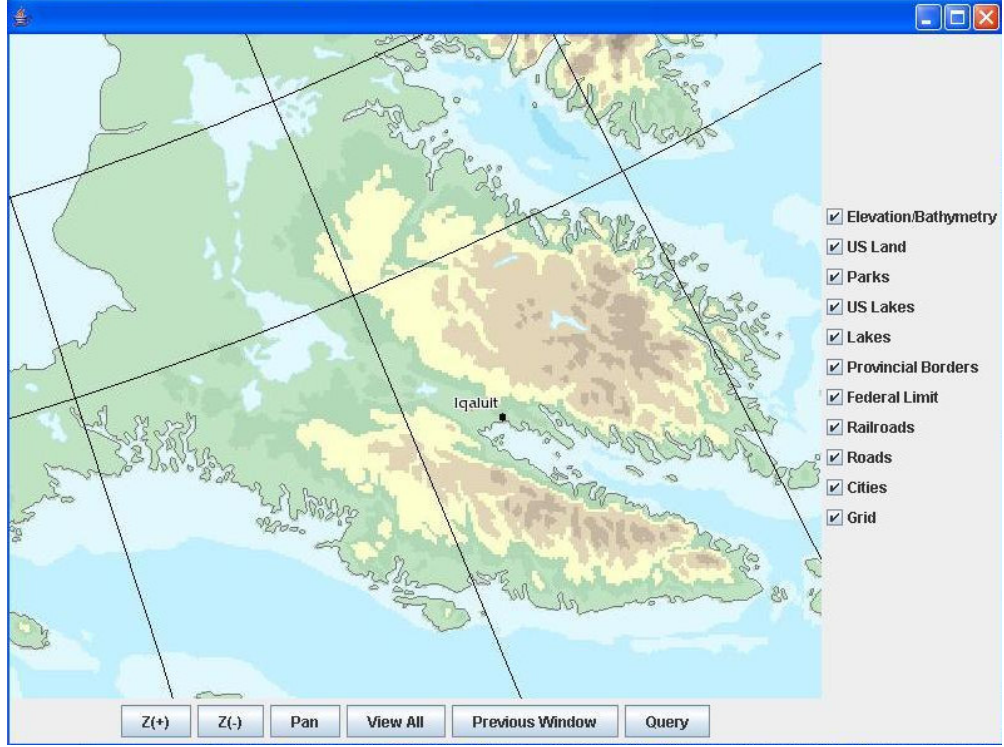 Iqaluit
Elevation/Bathymetry
US Land
Parks
US Lakes
Lakes
Provincial Borders
Federal Limit
Railroads
Roads
Cities
Grid
Z(+)
Z(-)
Pan
View All
Previous Window
Query